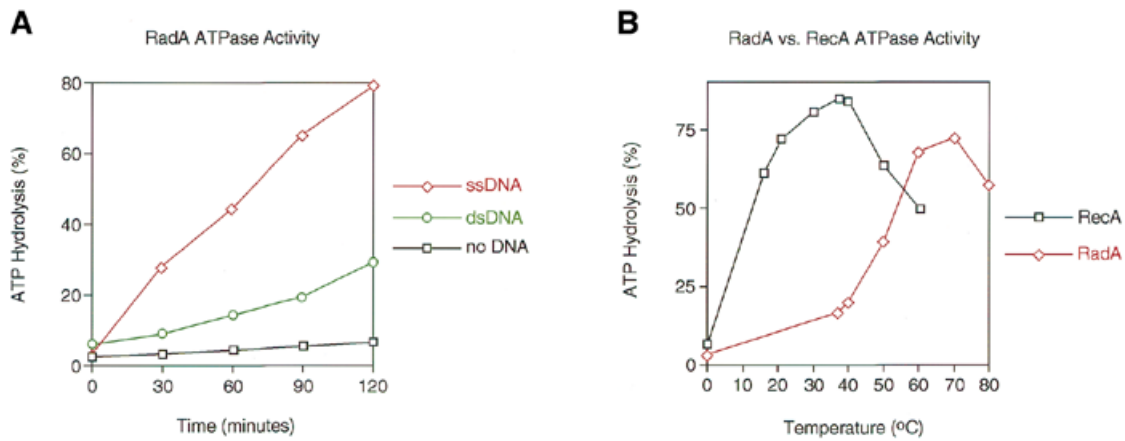 A
RadA ATPase Activity
80
60
40
20
0
ATP Hydrolysis (%)
0 30 60 90 120
Time (minutes)
ssDNA
dsDNA
no DNA
B
RadA vs. RecA ATPase Activity
75
50
25
0
ATP Hydrolysis (%)
0 10 20 30 40 50 60 70 80
Temperature (ºC)
RecA
RadA